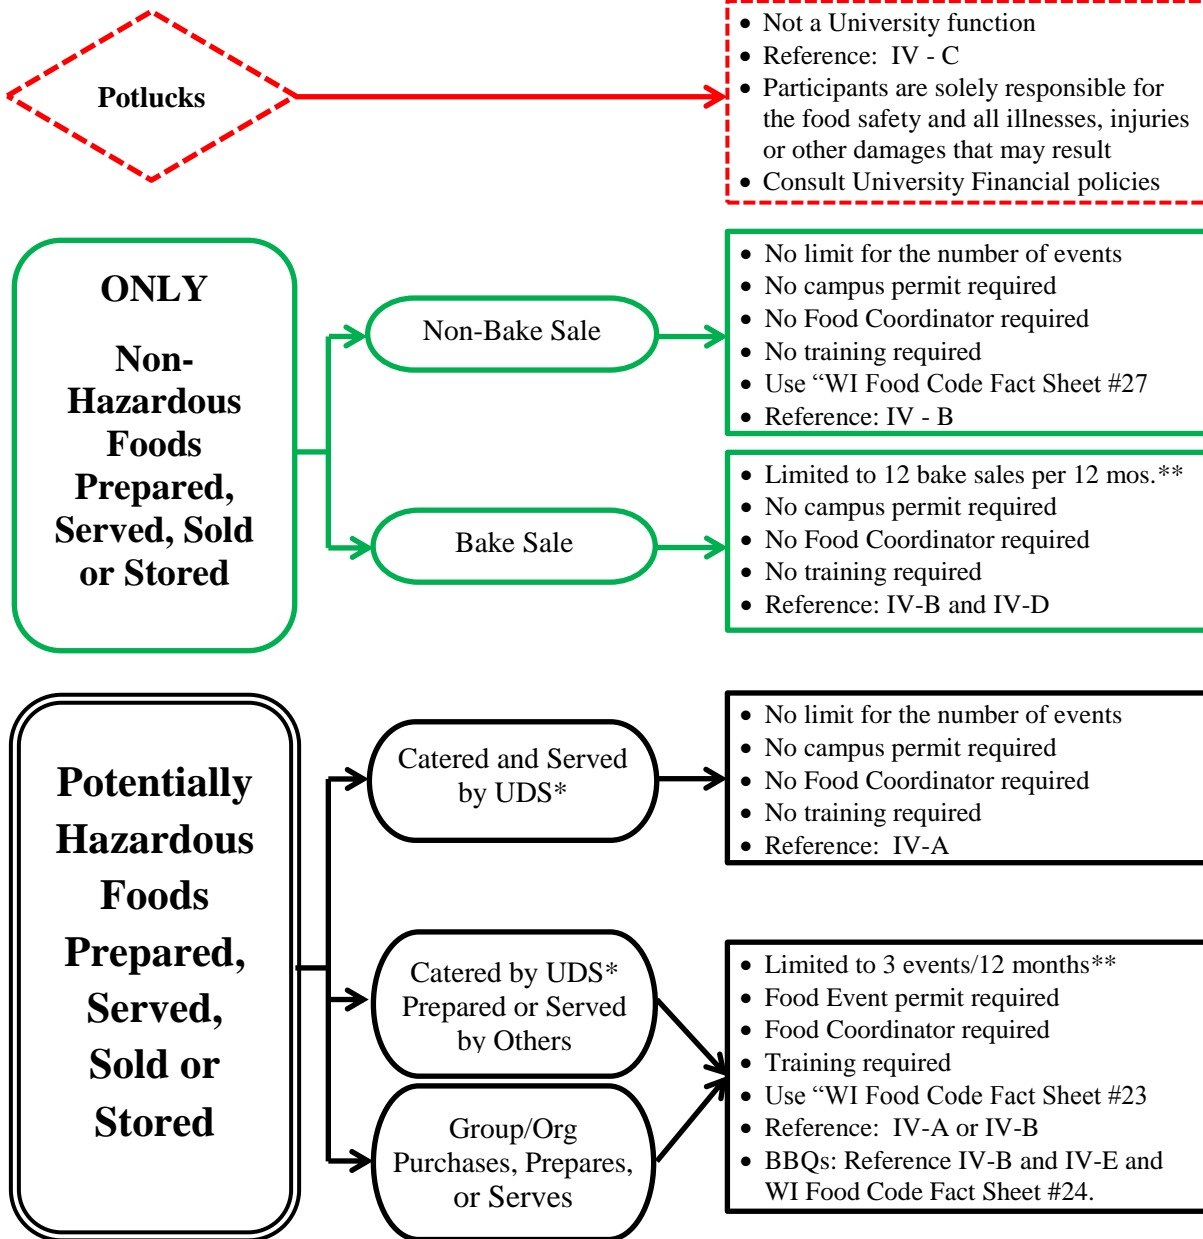 Potlucks
• Not a University function
• Reference:  IV - C
• Participants are solely responsible for
the food safety and all illnesses, injuries
or other damages that may result
• Consult University Financial policies
ONLY
Non-
Hazardous
Foods
Prepared,
Served, Sold
or Stored
Non-Bake Sale
• No limit for the number of events
• No campus permit required
• No Food Coordinator required
• No training required
• Use “WI Food Code Fact Sheet #27
• Reference: IV - B
Bake Sale
• Limited to 12 bake sales per 12 mos.**
• No campus permit required
• No Food Coordinator required
• No training required
• Reference: IV-B and IV-D
Potentially
Hazardous
Foods
Prepared,
Served,
Sold or
Stored
Catered and Served
by UDS*
• No limit for the number of events
• No campus permit required
• No Food Coordinator required
• No training required
• Reference:  IV-A
Catered by UDS*
Prepared or Served
by Others
Group/Org
Purchases, Prepares,
or Serves
• Limited to 3 events/12 months**
• Food Event permit required
• Food Coordinator required
• Training required
• Use “WI Food Code Fact Sheet #23
• Reference:  IV-A or IV-B
• BBQs: Reference IV-B and IV-E and
WI Food Code Fact Sheet #24.